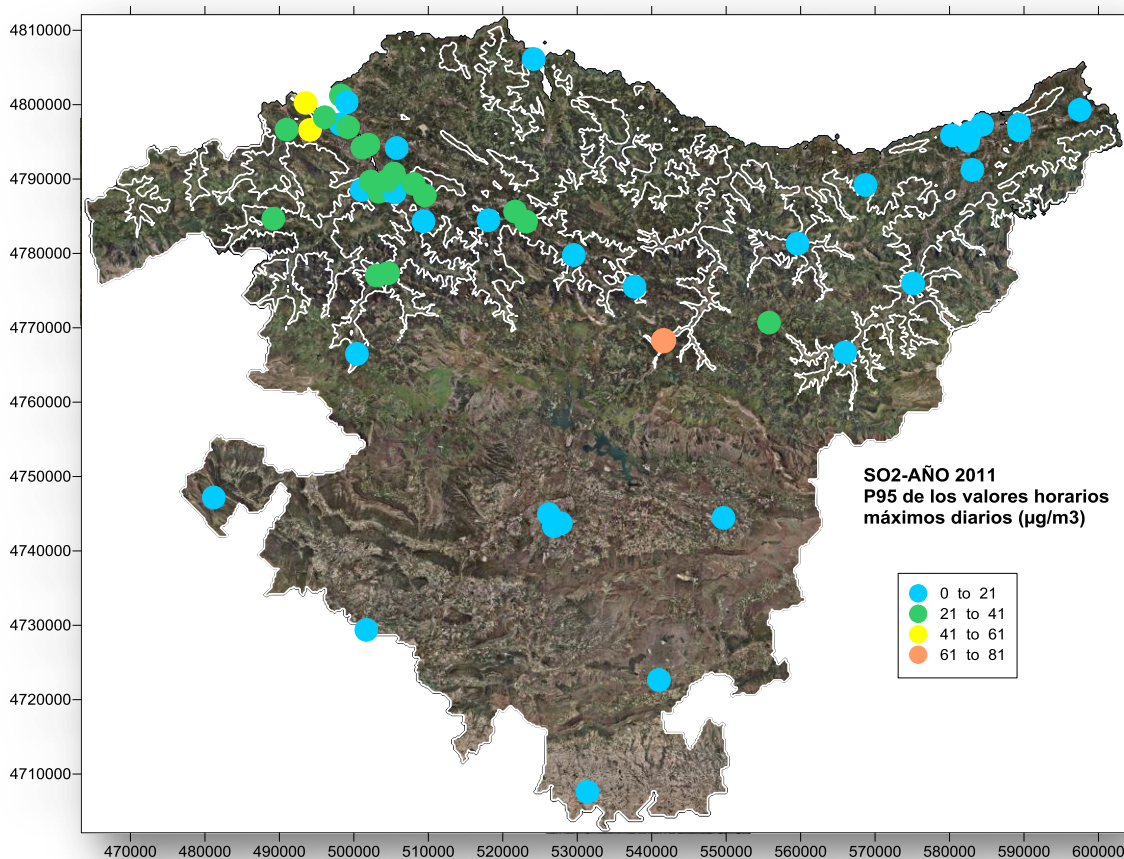 4810000
4800000
4790000
4780000
4770000
4760000
4750000
4740000
4730000
4720000
4710000
SO2-AÑO 2011
P95 de los valores horarios
máximos diarios (µg/m3)
0 to 21
21 to 41
41 to 61
61 to 81
470000 480000 490000 500000 510000 520000 530000 540000 550000 560000 570000 580000 590000 600000